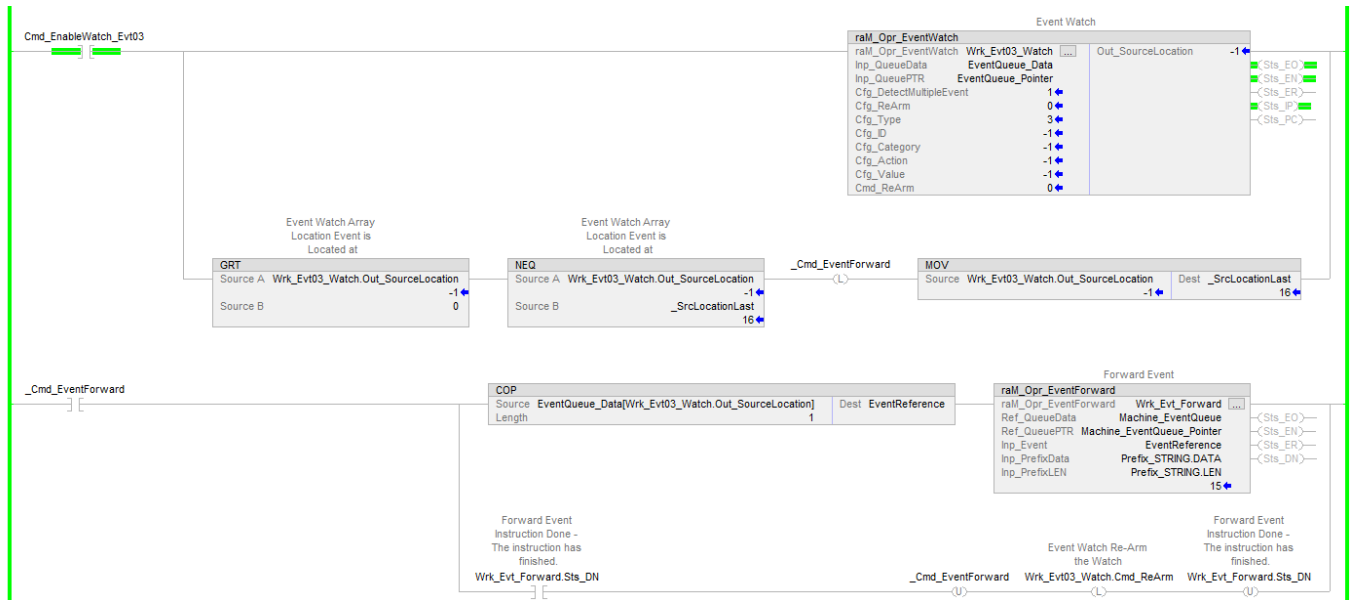 Event Watch
Cmd_EnableWatch_Evt03
raM_Opr_EventWatch
raM_Opr_EventWatch Wrk_Evt03_Watch ... Out_SourceLocation -1
Inp_QueueData EventQueue_Data (Sts_EO)
Inp_QueuePTR EventQueue_Pointer (Sts_EN)
Cfg_DetectMultipleEvent 1 (Sts_ER)
Cfg_ReArm 0 (Sts_IP)
Cfg_Type 3 (Sts_PC)
Cfg_ID -1
Cfg_Category -1
Cfg_Action -1
Cfg_Value -1
Cmd_ReArm 0
Event Watch Array
Location Event is
Located at
Event Watch Array
Location Event is
Located at
GRT
Source A Wrk_Evt03_Watch.Out_SourceLocation
-1
Source B 0
NEQ
Source A Wrk_Evt03_Watch.Out_SourceLocation
-1
Source B _SrcLocationLast
16
_Cmd_EventForward
L
MOV
Source Wrk_Evt03_Watch.Out_SourceLocation Dest _SrcLocationLast
-1 16
Forward Event
_Cmd_EventForward
COP
Source EventQueue_Data[Wrk_Evt03_Watch.Out_SourceLocation] Dest EventReference
Length 1
raM_Opr_EventForward
raM_Opr_EventForward Wrk_Evt_Forward ...
Ref_QueueData Machine_EventQueue (Sts_EO)
Ref_QueuePTR Machine_EventQueue_Pointer (Sts_EN)
Inp_Event EventReference (Sts_ER)
Inp_PrefixData Prefix_STRING.DATA (Sts_DN)
Inp_PrefixLEN Prefix_STRING.LEN
15
Forward Event
Instruction Done -
The instruction has
finished.
Wrk_Evt_Forward.Sts_DN
_Cmd_EventForward
U
Event Watch Re-Arm
the Watch
Wrk_Evt03_Watch.Cmd_ReArm
L
Forward Event
Instruction Done -
The instruction has
finished.
Wrk_Evt_Forward.Sts_DN
U